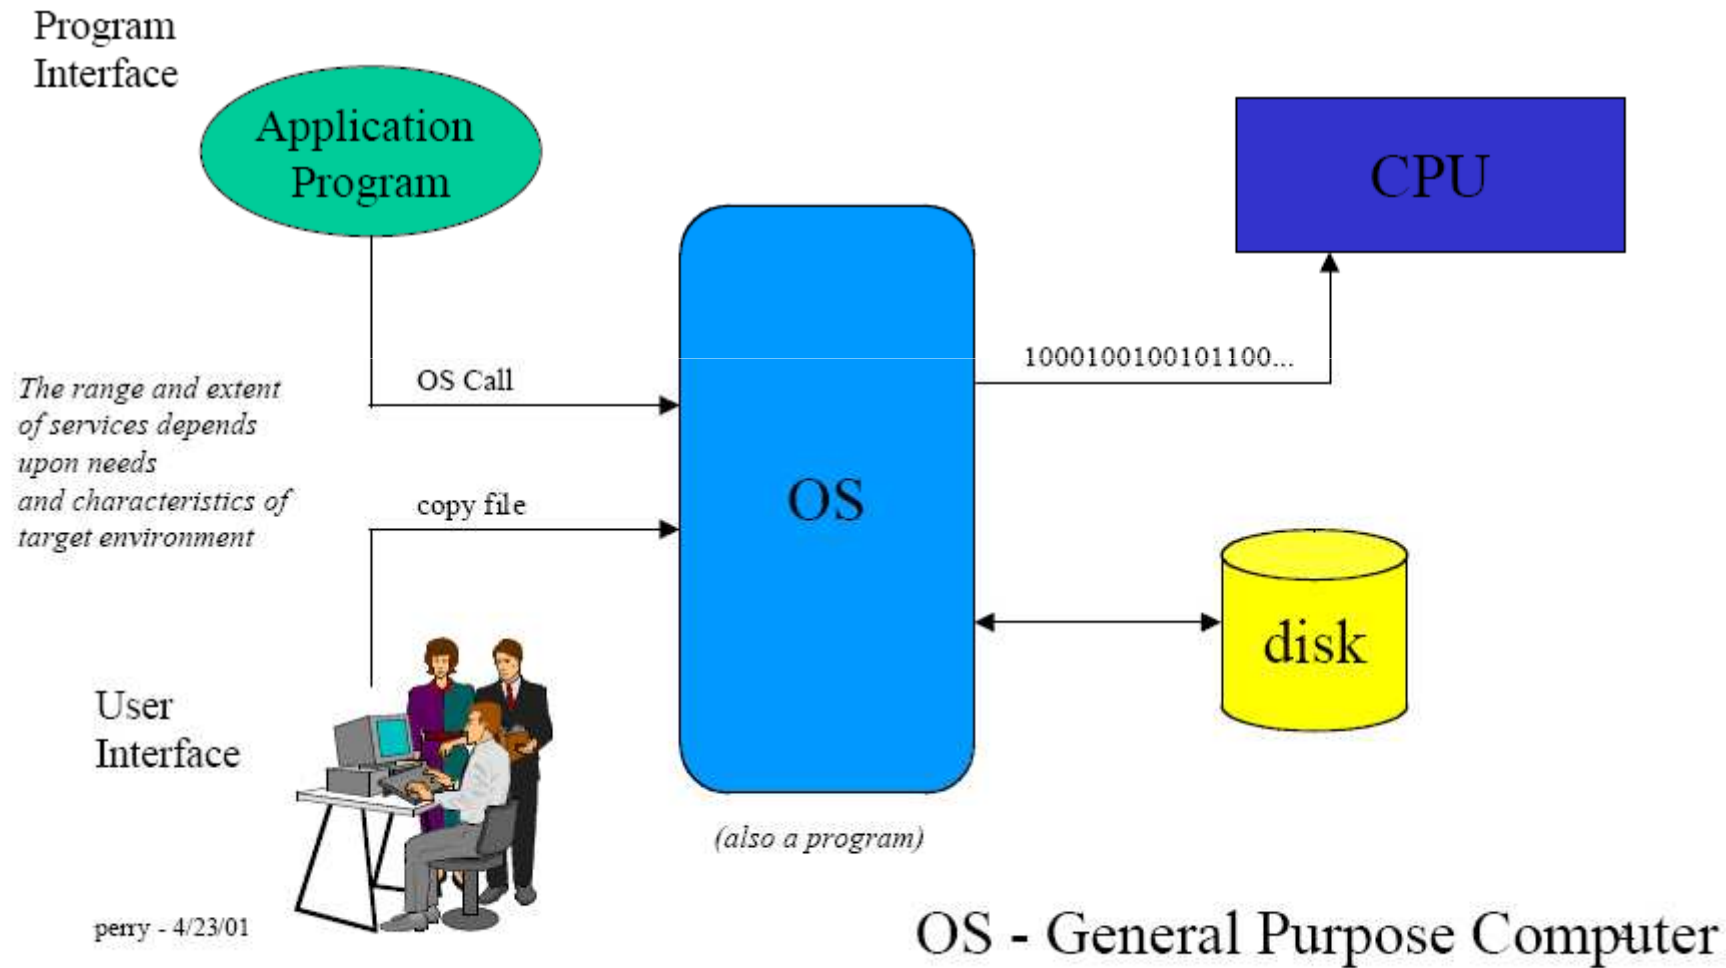 Program
Interface
Application
Program
CPU
1000100100101100...
OS Call
The range and extent
of services depends
upon needs
and characteristics of
target environment
copy file
OS
disk
User
Interface
(also a program)
perry - 4/23/01
OS - General Purpose Computer